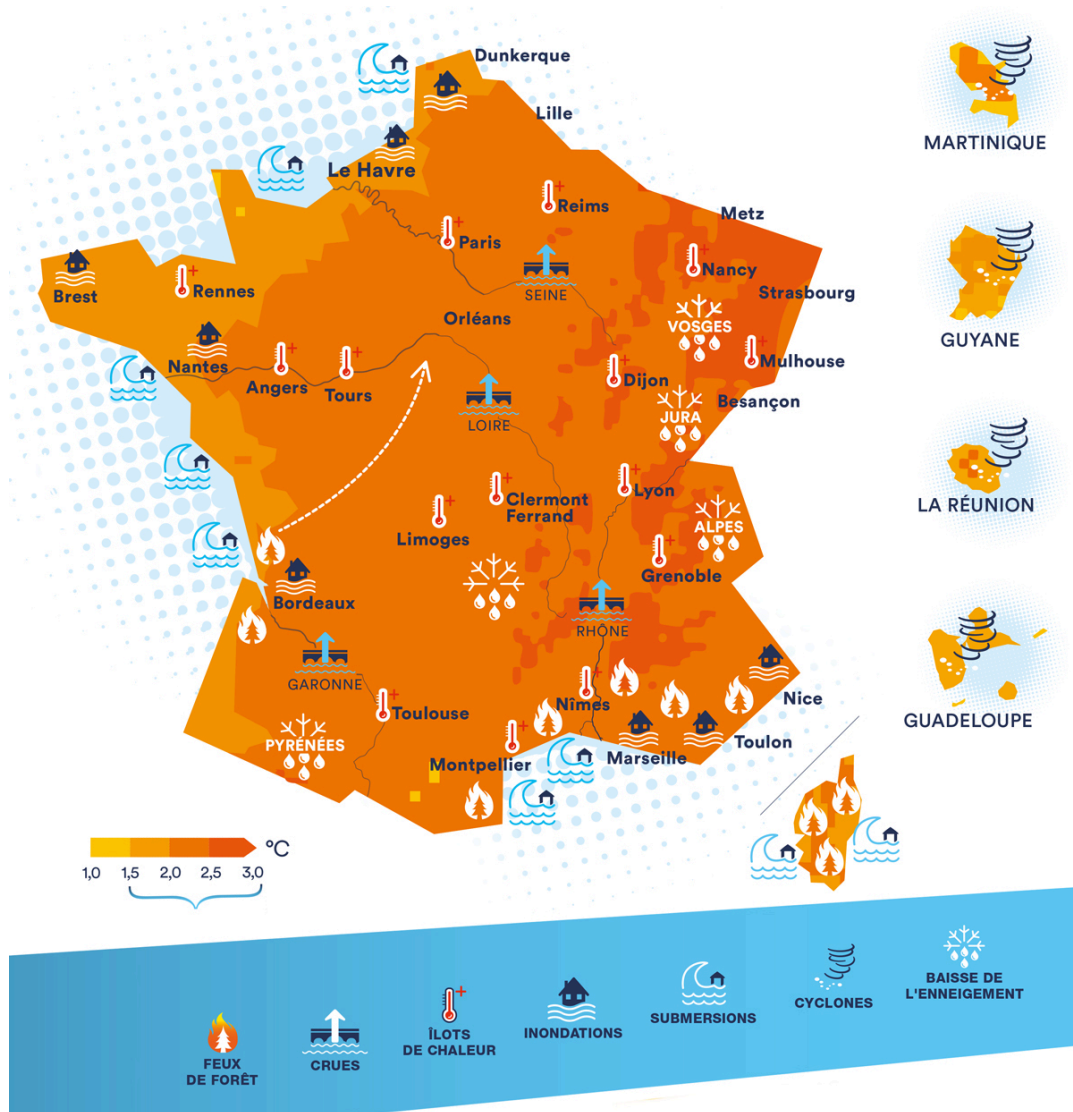 Dunkerque
Lille
MARTINIQUE
Le Havre
Reims
Metz
Paris
Nancy
Brest
Rennes
SEINE
Strasbourg
Orléans
VOSGES
GUYANE
Nantes
Angers
Tours
Dijon
Mulhouse
Besançon
LOIRE
JURA
Clermont
Ferrand
Lyon
LA RÉUNION
Limoges
ALPES
Grenoble
Bordeaux
RHÔNE
GARONNE
Nîmes
Nice
Toulouse
GUADELOUPE
PYRÉNÉES
Montpellier
Marseille
Toulon
°C
1,0 1,5 2,0 2,5 3,0
FEUX
DE FORÊT
CRUES
ÎLOTS
DE CHALEUR
INONDATIONS
SUBMERSIONS
CYCLONES
BAISSE DE
L'ENNEIGEMENT